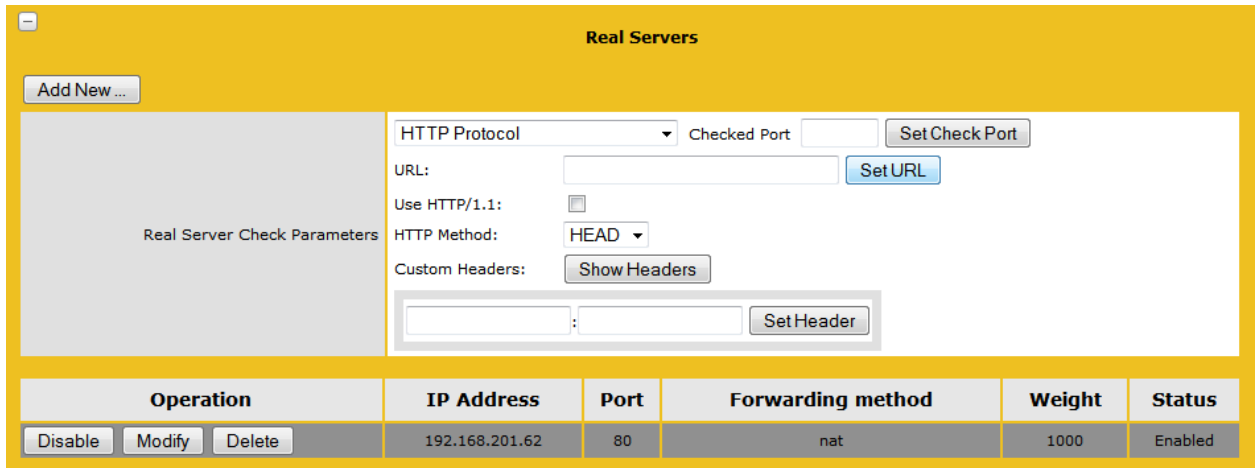 Real Servers
Add New ...
Real Server Check Parameters
HTTP Protocol Checked Port Set Check Port
URL: Set URL
Use HTTP/1.1:
HTTP Method: HEAD
Custom Headers: Show Headers
: Set Header
Operation IP Address Port Forwarding method Weight Status
Disable Modify Delete 192.168.201.62 80 nat 1000 Enabled